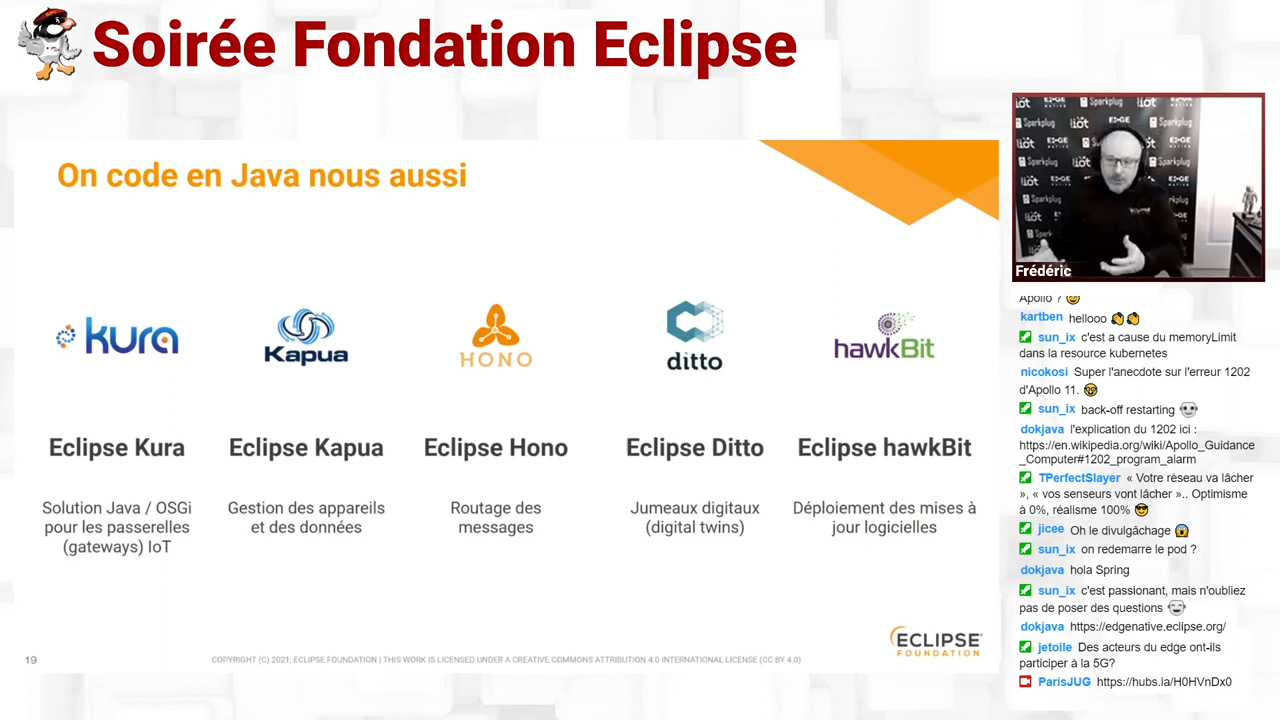 Soirée Fondation Eclipse
On code en Java nous aussi
kura
Kapua
HONO
ditto
hawkBit
Eclipse Kura
Eclipse Kapua
Eclipse Hono
Eclipse Ditto
Eclipse hawkBit
Solution Java / OSGi
pour les passerelles
(gateways) IoT
Gestion des appareils
et des données
Routage des
messages
Jumeaux digitaux
(digital twins)
Déploiement des mises à
jour logicielles
ECLIPSE
FOUNDATION
19
COPYRIGHT (C) 2021, ECLIPSE FOUNDATION | THIS WORK IS LICENSED UNDER A CREATIVE COMMONS ATTRIBUTION 4.0 INTERNATIONAL LICENSE (CC BY 4.0)
Sparkplug
iiot
EDGE
Frédéric
Apollo ? 🤓
kartben hellooo 👏 👏
sun_ix c'est a cause du memoryLimit
dans la resource kubernetes
nicokosi Super l'anecdote sur l'erreur 1202
d'Apollo 11. 🤓
sun_ix back-off restarting 🤖
dokjava l'explication du 1202 ici :
https://en.wikipedia.org/wiki/Apollo_Guidance
_Computer#1202_program_alarm
TPerfectSlayer « Votre réseau va lâcher
», « vos senseurs vont lâcher ».. Optimisme
à 0%, réalisme 100% 😎
jicee Oh le divulgâchage 😱
sun_ix on redemarre le pod ?
dokjava hola Spring
sun_ix c'est passionant, mais n'oubliez
pas de poser des questions 🤖
dokjava https://edgenative.eclipse.org/
jetoile Des acteurs du edge ont-ils
participer à la 5G?
ParisJUG https://hubs.la/H0HVnDx0